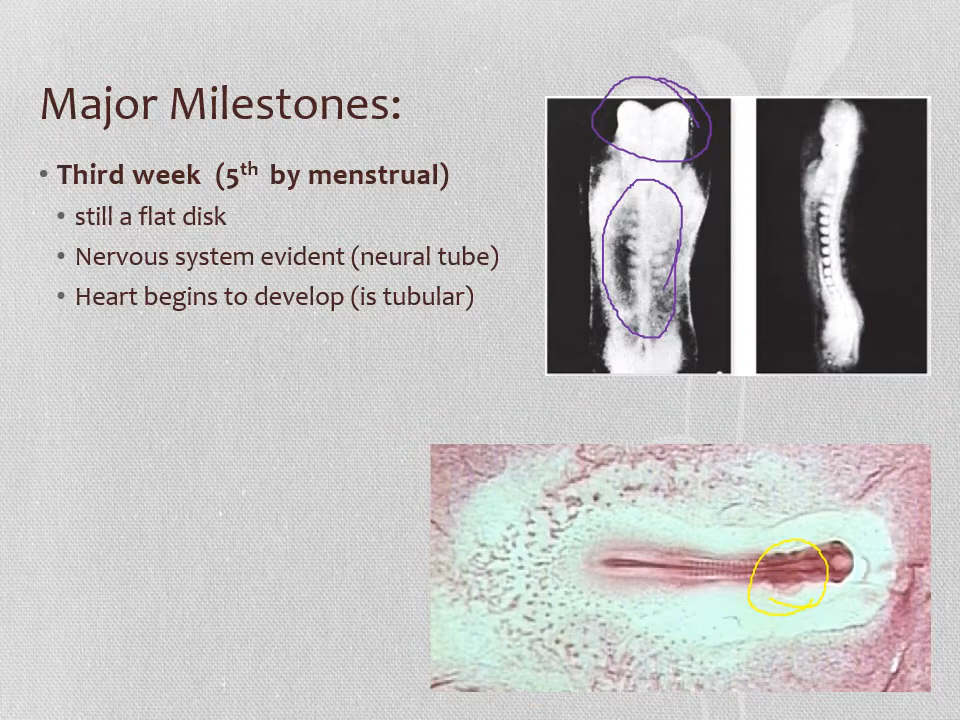 Major Milestones:
• Third week (5th by menstrual)
• still a flat disk
• Nervous system evident (neural tube)
• Heart begins to develop (is tubular)